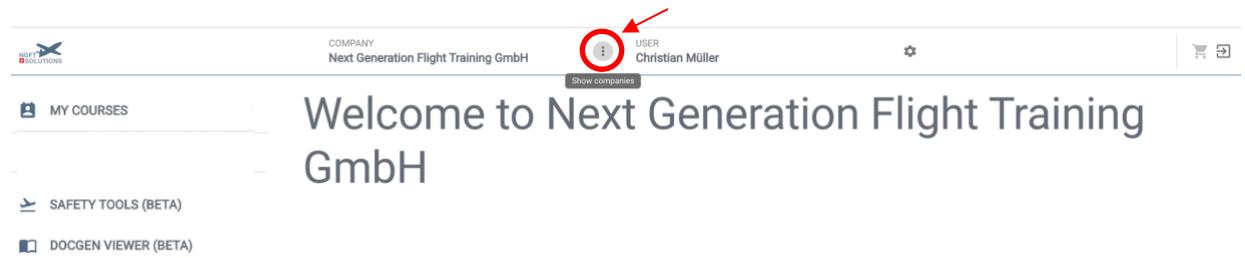 NGFT
SOLUTIONS
COMPANY
Next Generation Flight Training GmbH
USER
Christian Müller
Show companies
MY COURSES
SAFETY TOOLS (BETA)
DOCGEN VIEWER (BETA)
Welcome to Next Generation Flight Training
GmbH